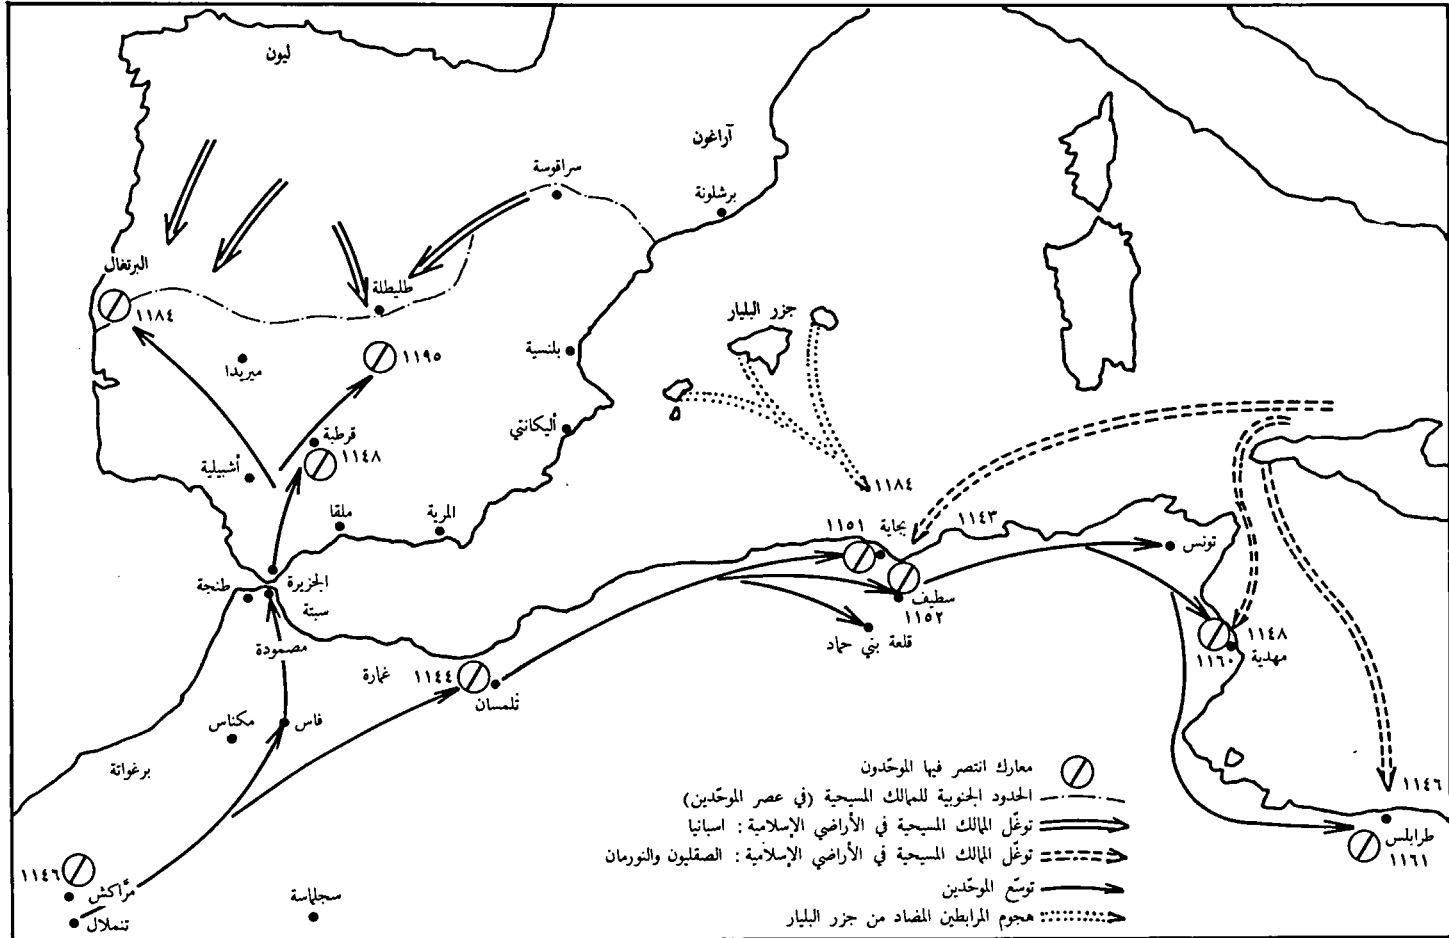 ليون
آراغون
سراقوسة
برشلونة
البرتغال
١١٨٤
طليطلة
جزر البليار
١١٩٥
بلنسية
ميريدا
أليكانتي
قرطبة
١١٤٨
أشبيلية
ملقا
المرية
١١٨٤
١١٤٣
بجاية
١١٥١
تونس
الجزيرة
طنجة
سبتة
سطيف
١١٥٢
قلعة بني حماد
مصمودة
١١٤٨
مهدية
١١٦٠
غمارة
١١٤٤
تلمسان
فاس
مكناس
برغواتة
١١٤٦
طرابلس
١١٦١
١١٤٦
مرّاكش
تنملال
سجلماسة
معارك انتصر فيها الموحّدون
الحدود الجنوبية للممالك المسيحية (في عصر الموحّدين)
توغّل الممالك المسيحية في الأراضي الإسلامية : اسبانيا
توغّل الممالك المسيحية في الأراضي الإسلامية : الصقليون والنورمان
توسّع الموحّدين
هجوم المرابطين المضاد من جزر البليار